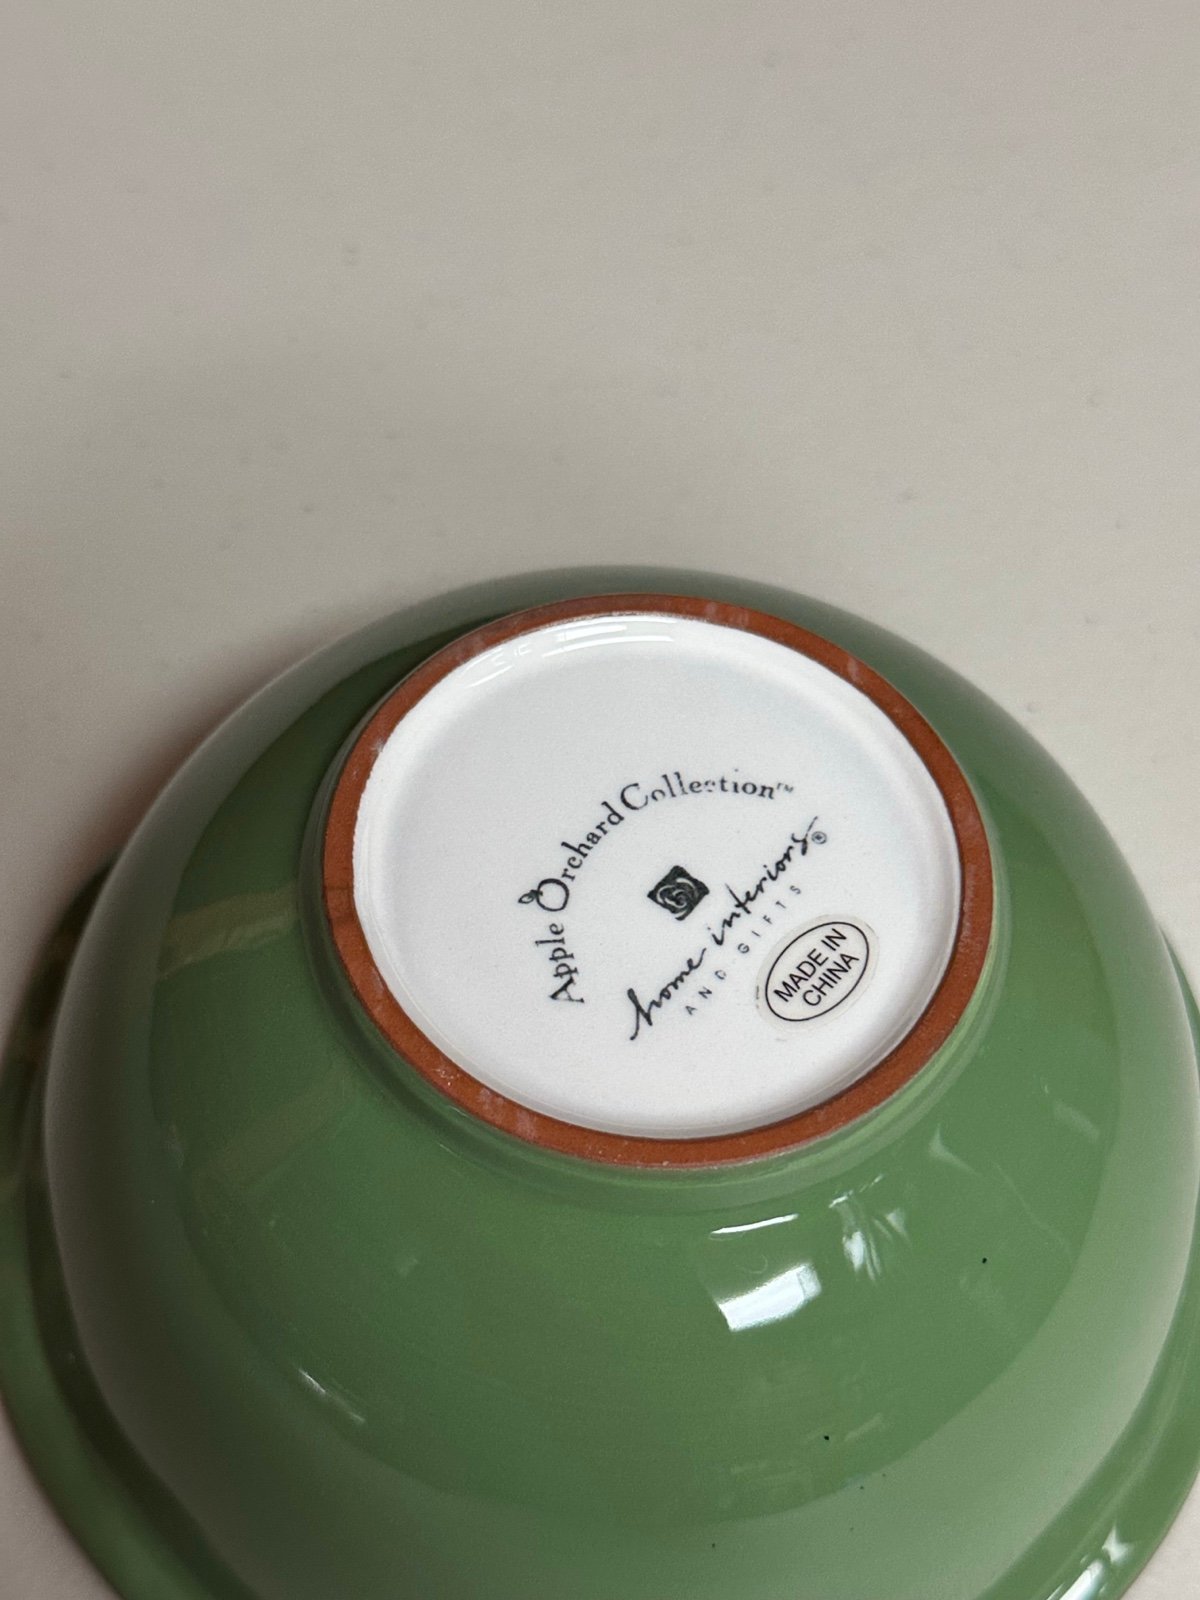 Apple Orchard Collection™
home interiors®
AND GIFTS
MADE IN
CHINA